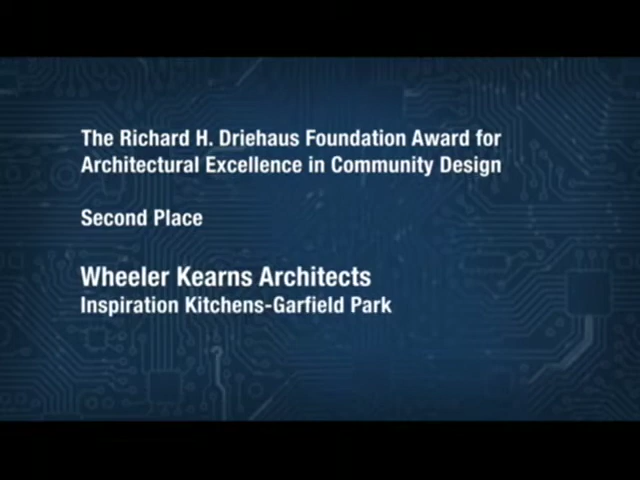 The Richard H. Driehaus Foundation Award for
Architectural Excellence in Community Design
Second Place
Wheeler Kearns Architects
Inspiration Kitchens-Garfield Park